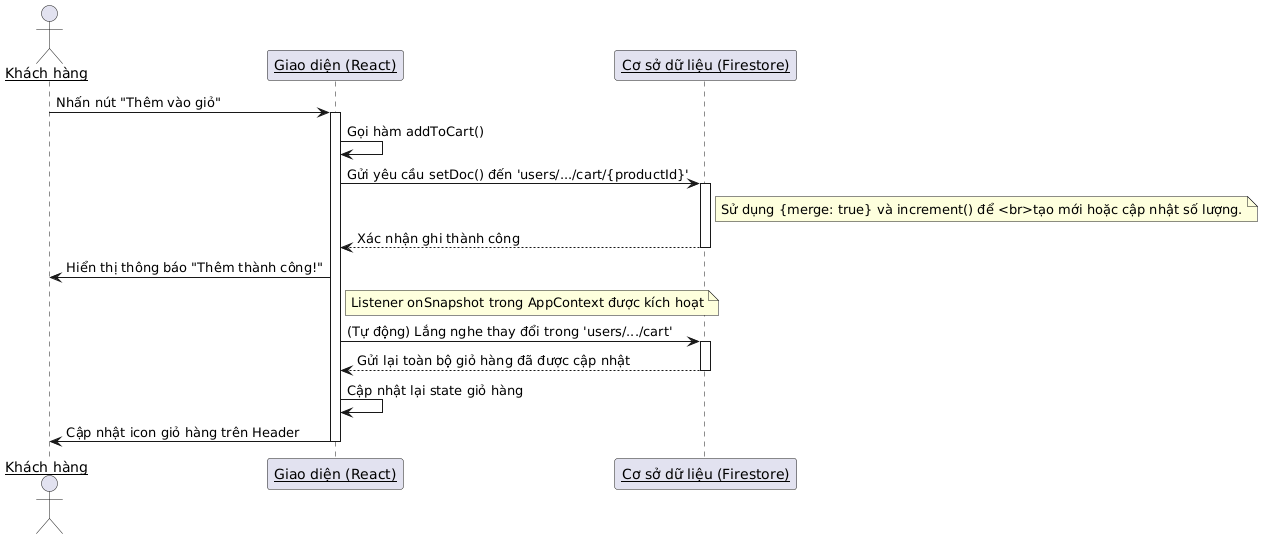 Khách hàng
Giao diện (React)
Cơ sở dữ liệu (Firestore)
Nhấn nút "Thêm vào giỏ"
Gọi hàm addToCart()
Gửi yêu cầu setDoc() đến 'users/.../cart/{productId}'
Sử dụng {merge: true} và increment() để <br>tạo mới hoặc cập nhật số lượng.
Xác nhận ghi thành công
Hiển thị thông báo "Thêm thành công!"
Listener onSnapshot trong AppContext được kích hoạt
(Tự động) Lắng nghe thay đổi trong 'users/.../cart'
Gửi lại toàn bộ giỏ hàng đã được cập nhật
Cập nhật lại state giỏ hàng
Cập nhật icon giỏ hàng trên Header
Khách hàng
Giao diện (React)
Cơ sở dữ liệu (Firestore)